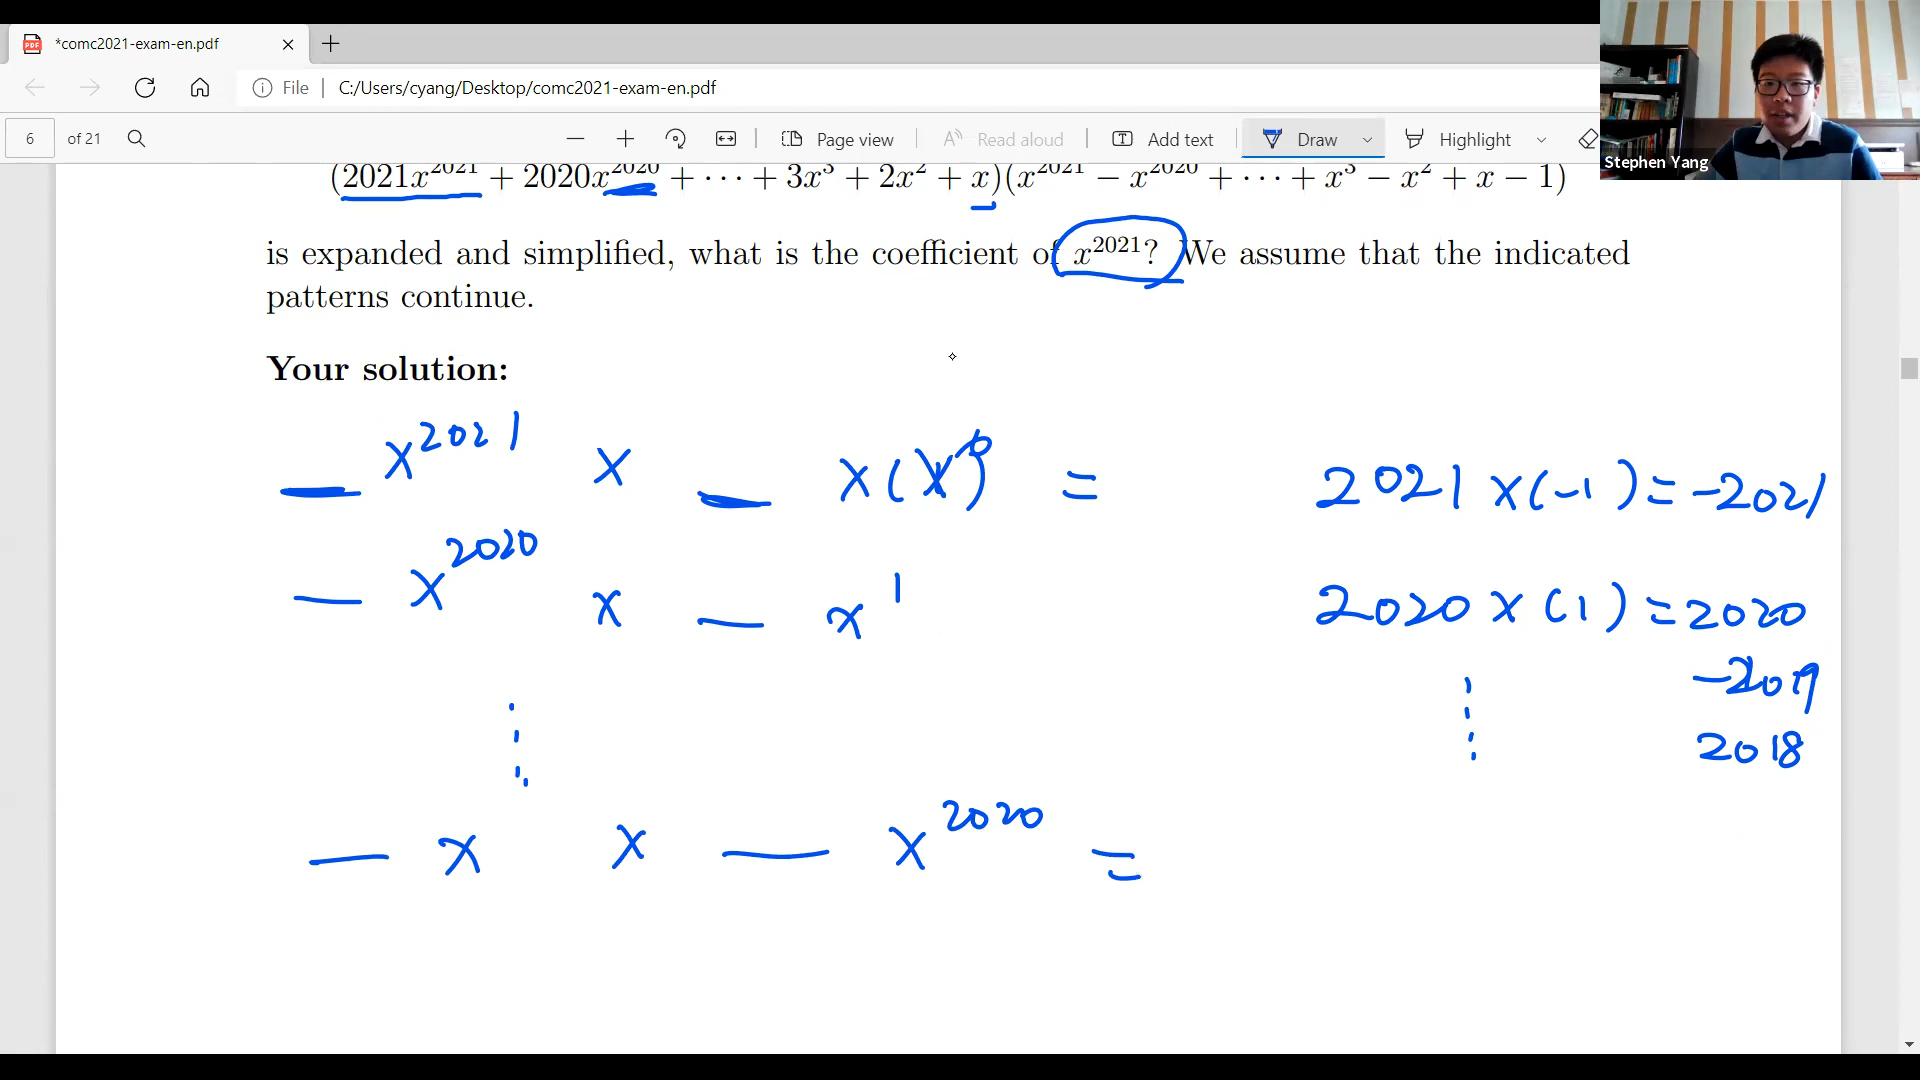 *comc2021-exam-en.pdf
File | C:/Users/cyang/Desktop/comc2021-exam-en.pdf
6 of 21 Page view Read aloud Add text Draw Highlight
Stephen Yang
(2021x^2021 + 2020x^2020 + ··· + 3x^3 + 2x^2 + x)(x^2021 − x^2020 + ··· + x^3 − x^2 + x − 1)
is expanded and simplified, what is the coefficient of x^2021? We assume that the indicated
patterns continue.
Your solution:
_ x^2021 x _ x(x^0) = 2021 x (-1) = -2021
_ x^2020 x _ x^1 2020 x (1) = 2020
-2019
2018
_ x x _ x^2020 =